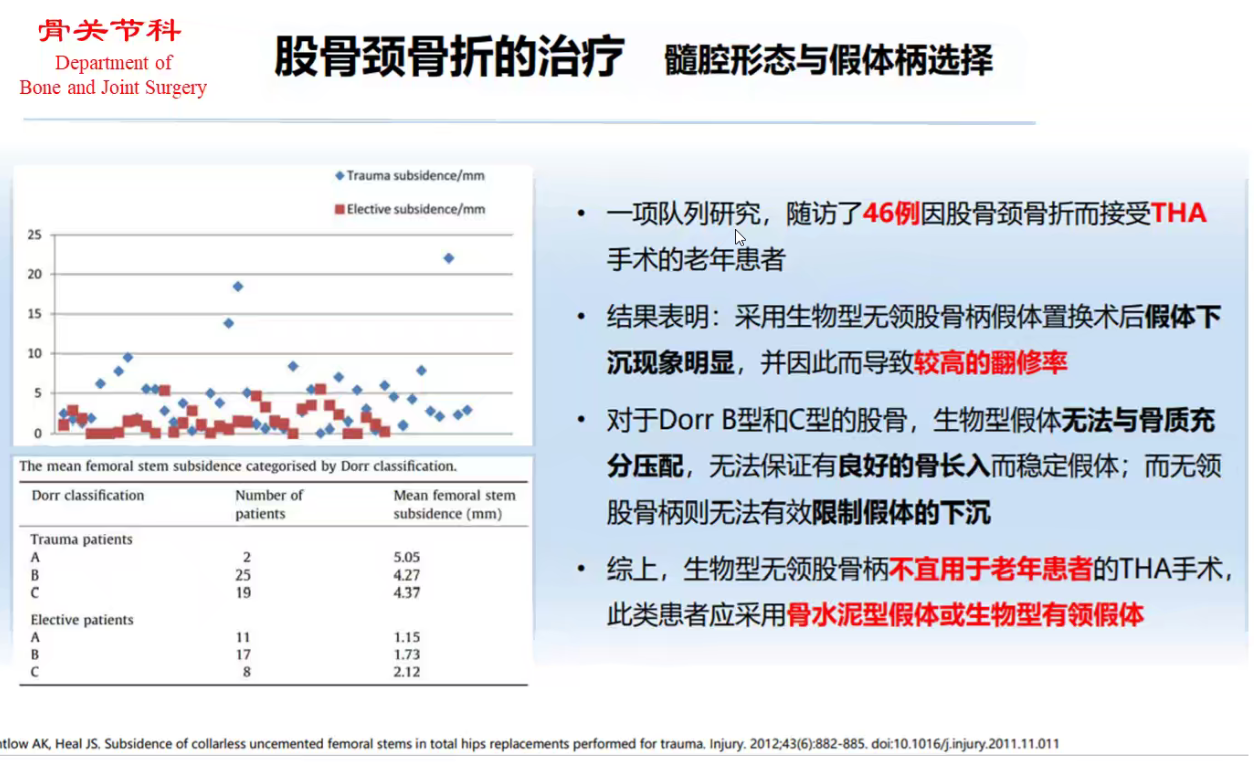 骨关节科
Department of
Bone and Joint Surgery
股骨颈骨折的治疗 髓腔形态与假体柄选择
Trauma subsidence/mm
Elective subsidence/mm
25
20
15
10
5
0
The mean femoral stem subsidence categorised by Dorr classification.
Dorr classification Number of patients Mean femoral stem subsidence (mm)
Trauma patients
A 2 5.05
B 25 4.27
C 19 4.37
Elective patients
A 11 1.15
B 17 1.73
C 8 2.12
• 一项队列研究，随访了46例因股骨颈骨折而接受THA
手术的老年患者
• 结果表明：采用生物型无领股骨柄假体置换术后假体下
沉现象明显，并因此而导致较高的翻修率
• 对于Dorr B型和C型的股骨，生物型假体无法与骨质充
分压配，无法保证有良好的骨长入而稳定假体；而无领
股骨柄则无法有效限制假体的下沉
• 综上，生物型无领股骨柄不宜用于老年患者的THA手术，
此类患者应采用骨水泥型假体或生物型有领假体
AK, Heal JS. Subsidence of collarless uncemented femoral stems in total hips replacements performed for trauma. Injury. 2012;43(6):882-885. doi:10.1016/j.injury.2011.11.011